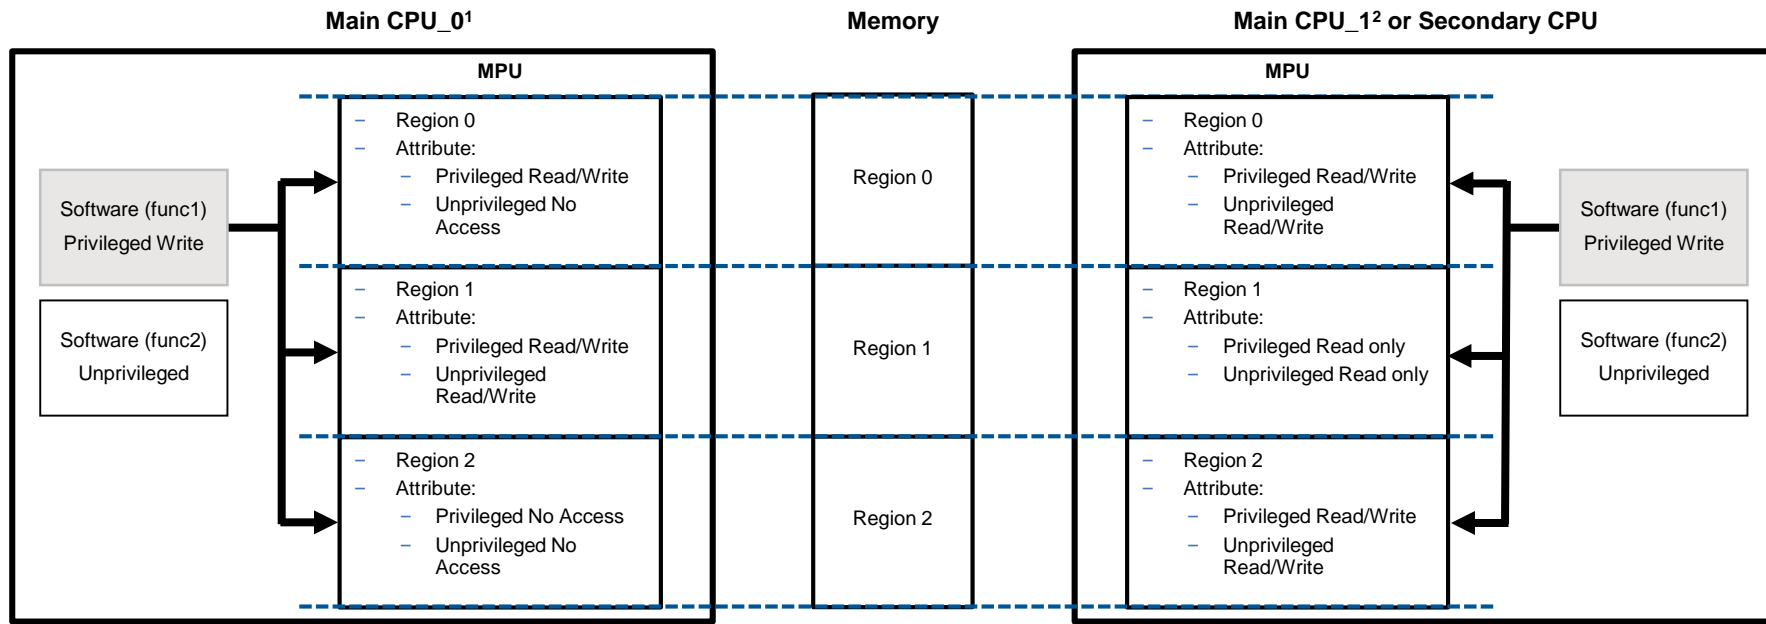 Main CPU_0¹
Memory
Main CPU_1² or Secondary CPU
MPU
– Region 0
– Attribute:
– Privileged Read/Write
– Unprivileged No
Access
– Region 1
– Attribute:
– Privileged Read/Write
– Unprivileged
Read/Write
– Region 2
– Attribute:
– Privileged No Access
– Unprivileged No
Access
Software (func1)
Privileged Write
Software (func2)
Unprivileged
Region 0
Region 1
Region 2
MPU
– Region 0
– Attribute:
– Privileged Read/Write
– Unprivileged
Read/Write
– Region 1
– Attribute:
– Privileged Read only
– Unprivileged Read only
– Region 2
– Attribute:
– Privileged Read/Write
– Unprivileged
Read/Write
Software (func1)
Privileged Write
Software (func2)
Unprivileged